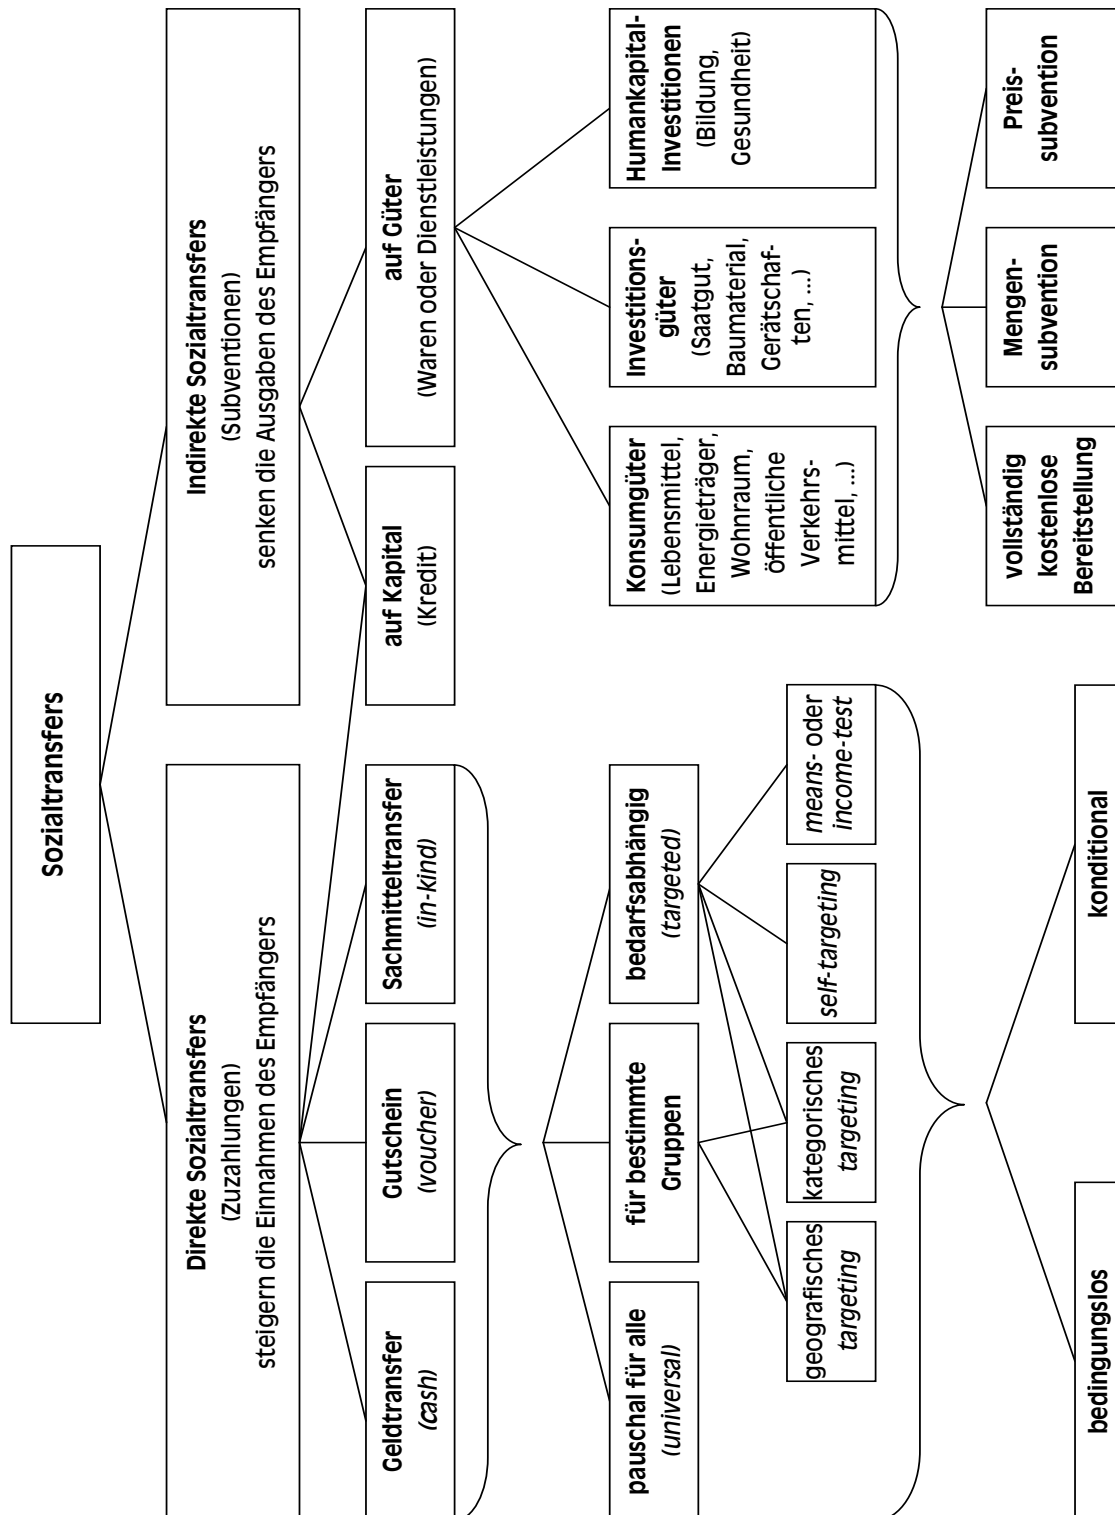 Sozialtransfers
Direkte Sozialtransfers
(Zuzahlungen)
steigern die Einnahmen des Empfängers
Indirekte Sozialtransfers
(Subventionen)
senken die Ausgaben des Empfängers
Geldtransfer
(cash)
Gutschein
(voucher)
Sachmitteltransfer
(in-kind)
auf Kapital
(Kredit)
auf Güter
(Waren oder Dienstleistungen)
pauschal für alle
(universal)
für bestimmte
Gruppen
bedarfsabhängig
(targeted)
Konsumgüter
(Lebensmittel,
Energieträger,
Wohnraum,
öffentliche
Verkehrs-
mittel, ...)
Investitions-
güter
(Saatgut,
Baumaterial,
Gerätschaf-
ten, ...)
Humankapital-
Investitionen
(Bildung,
Gesundheit)
geografisches
targeting
kategorisches
targeting
self-targeting
means- oder
income-test
vollständig
kostenlose
Bereitstellung
Mengen-
subvention
Preis-
subvention
bedingungslos
konditional